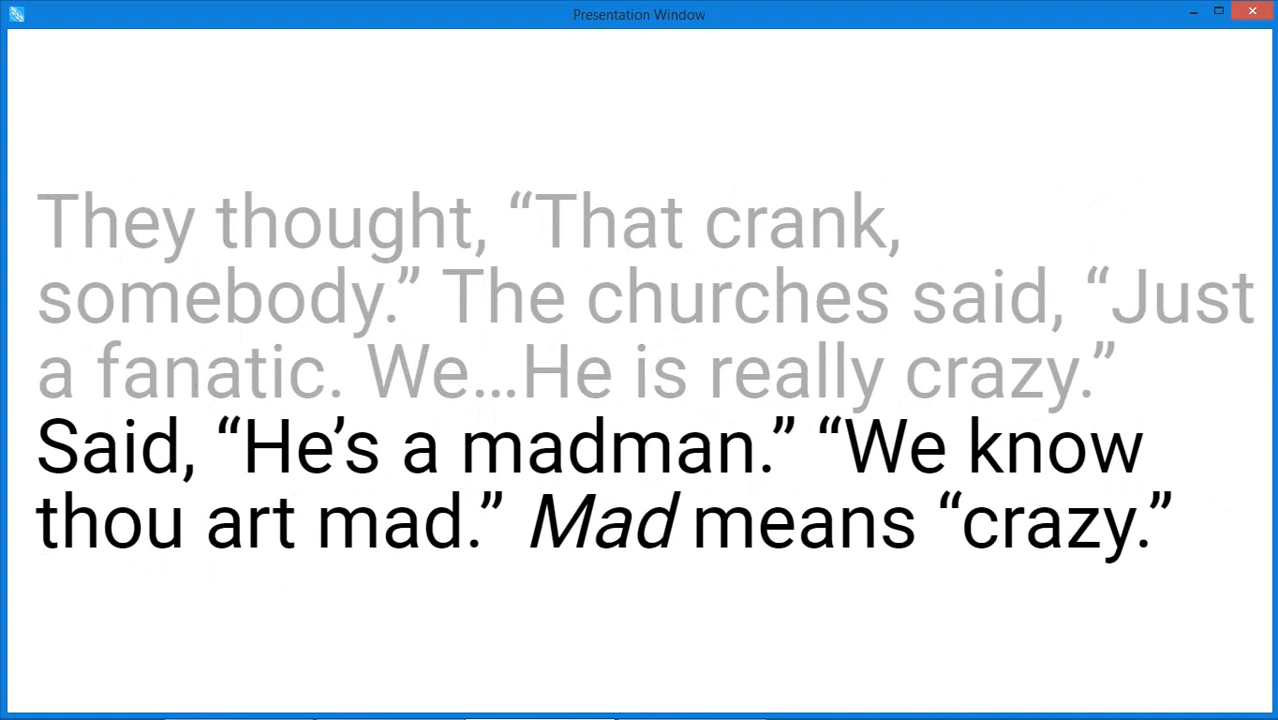 Presentation Window
They thought, “That crank,
somebody.” The churches said, “Just
a fanatic. We…He is really crazy.”
Said, “He’s a madman.” “We know
thou art mad.” Mad means “crazy.”